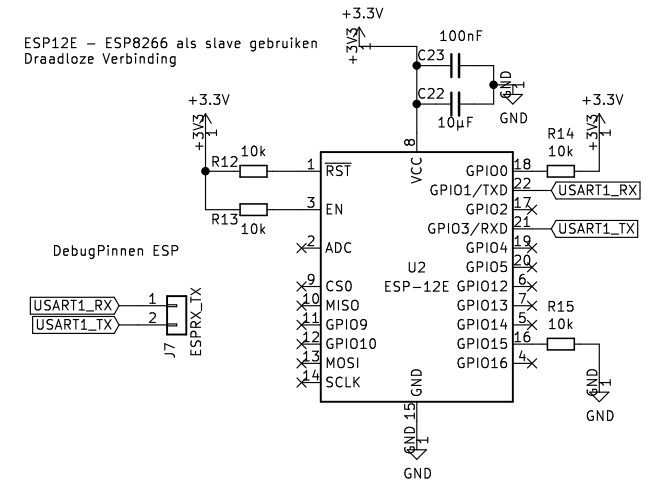 +3.3V
ESP12E – ESP8266 als slave gebruiken
Draadloze Verbinding
+3V3
1
100nF
C23
C22
10µF
GND
1
GND
+3.3V
+3V3
1
R12
10k
R13
10k
+3.3V
+3V3
1
R14
10k
8
VCC
1
RST
3
EN
2
ADC
9
CS0
10
MISO
11
GPIO9
12
GPIO10
13
MOSI
14
SCLK
U2
ESP-12E
GPIO0
18
GPIO1/TXD
22
USART1_RX
GPIO2
17
GPIO3/RXD
21
USART1_TX
GPIO4
19
GPIO5
20
GPIO12
6
GPIO13
7
GPIO14
5
GPIO15
16
GPIO16
4
R15
10k
GND
1
GND
DebugPinnen ESP
USART1_RX
1
USART1_TX
2
J7
ESPRX_TX
GND
15
GND
1
GND